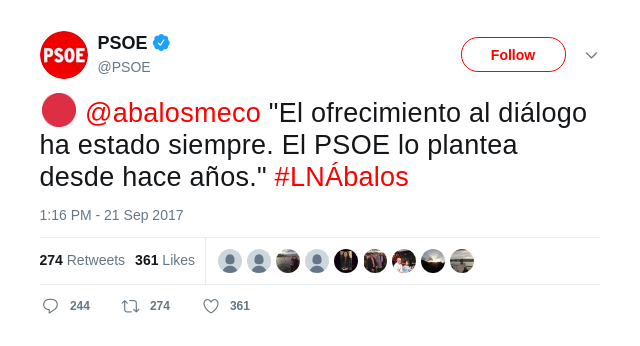 PSOE
PSOE
@PSOE
Follow
@abalosmeco "El ofrecimiento al diálogo
ha estado siempre. El PSOE lo plantea
desde hace años." #LNÁbalos
1:16 PM - 21 Sep 2017
274 Retweets 361 Likes
244 274 361